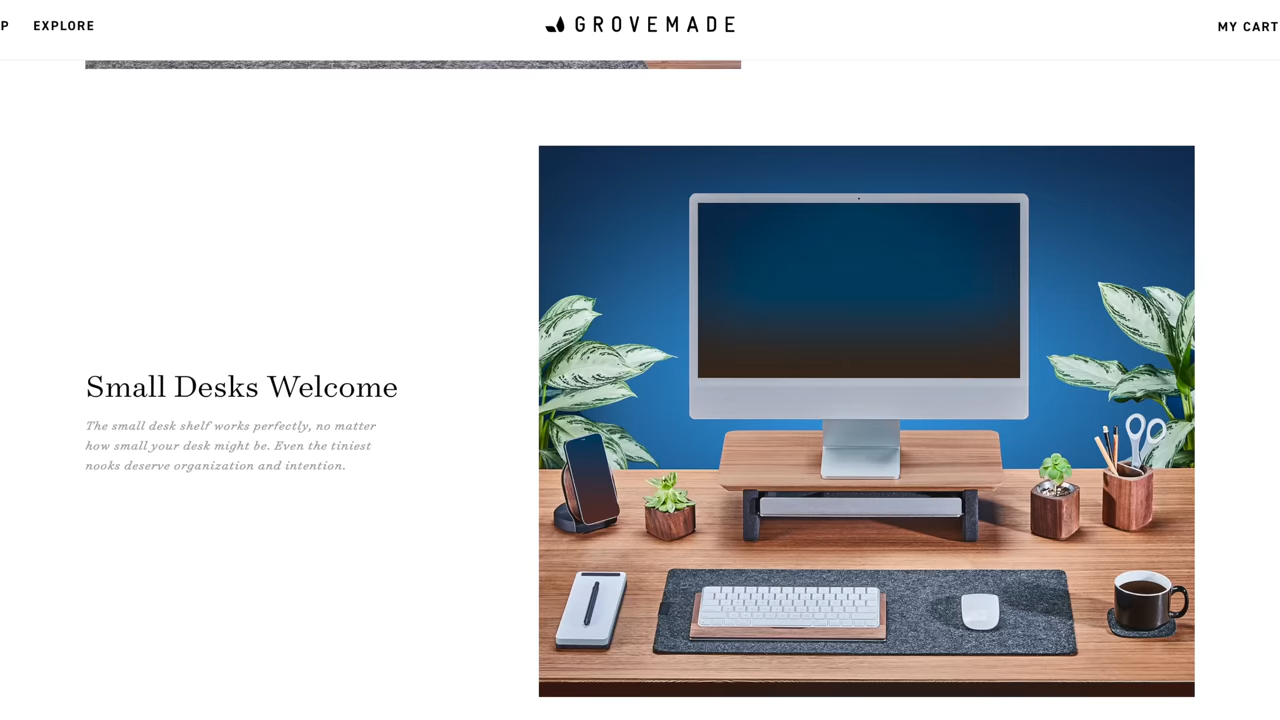 P EXPLORE GROVEMADE MY CART
Small Desks Welcome
The small desk shelf works perfectly, no matter
how small your desk might be. Even the tiniest
nooks deserve organization and intention.